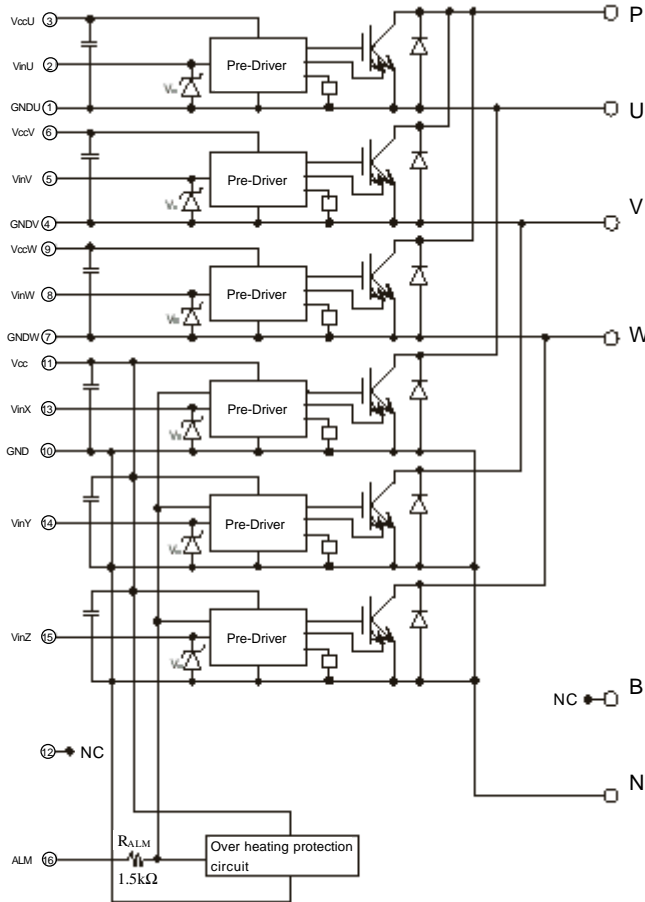 VccU 3
P
VinU 2
Pre-Driver
GNDU 1
U
VccV 6
VinV 5
Pre-Driver
GNDV 4
V
VccW 9
VinW 8
Pre-Driver
GNDW 7
W
Vcc 11
VinX 13
Pre-Driver
GND 10
VinY 14
Pre-Driver
VinZ 15
Pre-Driver
B
NC
12 NC
N
RALM
ALM 16
1.5kΩ
Over heating protection
circuit